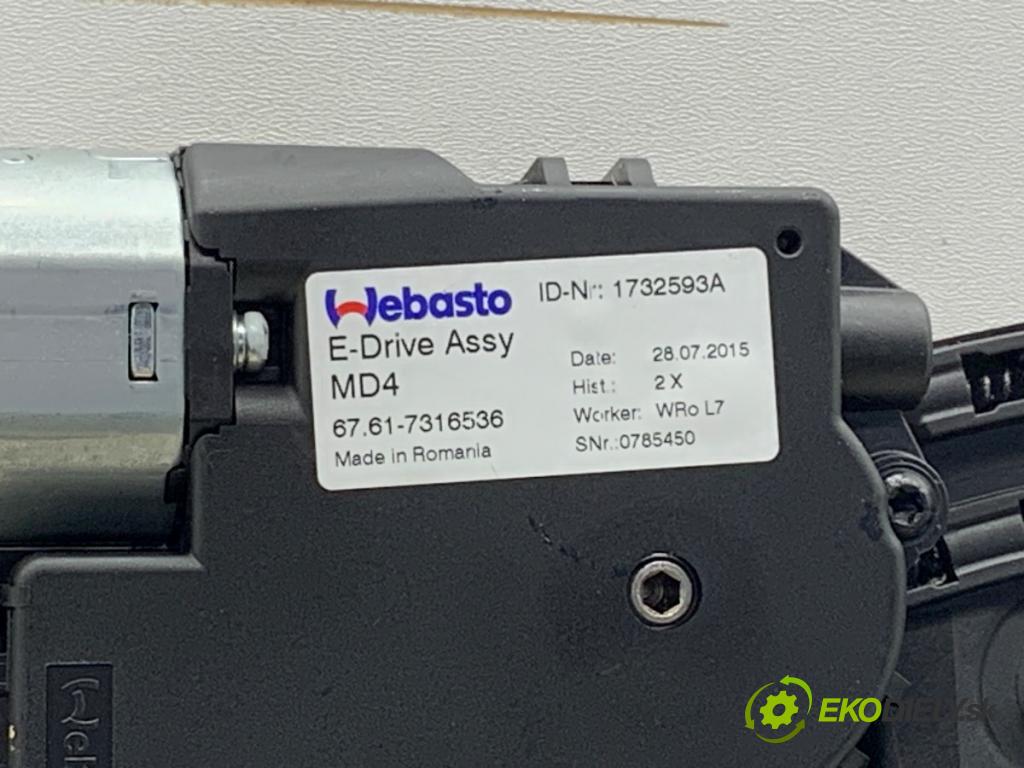 Webasto
E-Drive Assy
MD4
67.61-7316536
Made in Romania
ID-Nr: 1732593A
Date: 28.07.2015
Hist.: 2 X
Worker: WRo L7
SNr.:0785450
EKODIELY.sk